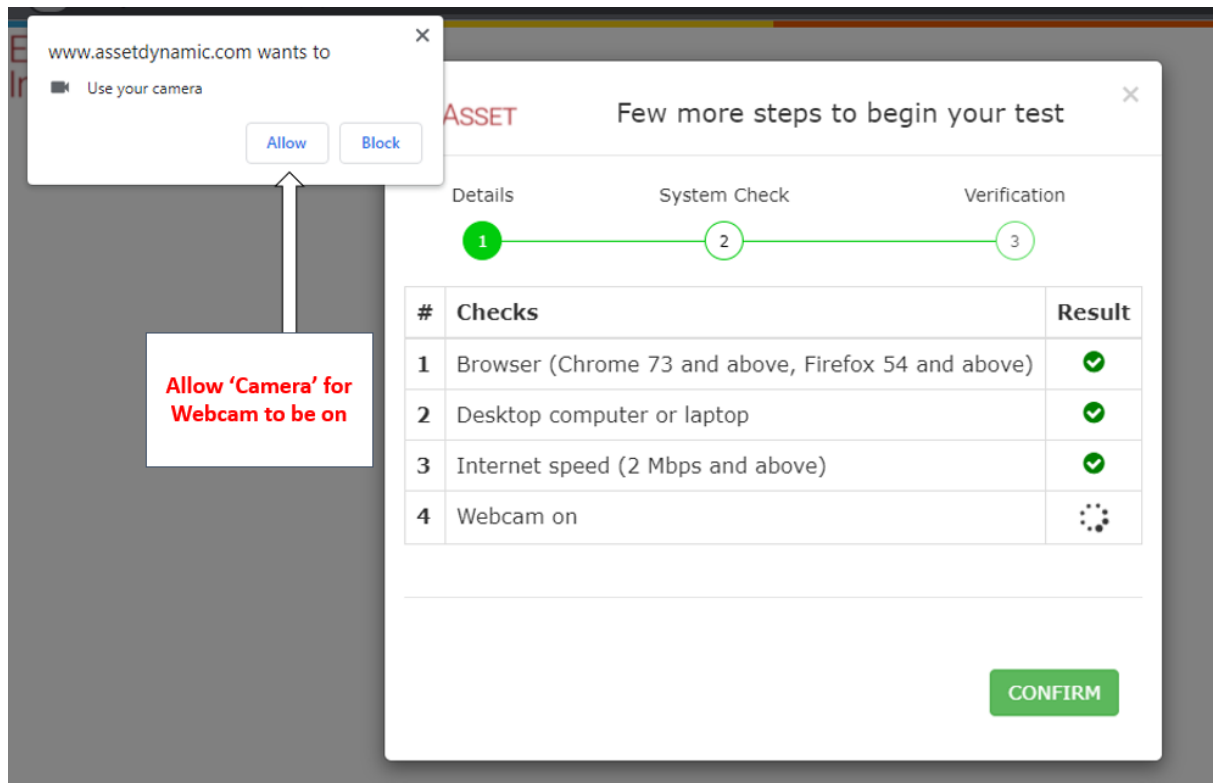 www.assetdynamic.com wants to
Use your camera
Allow Block
ASSET
Few more steps to begin your test
Details System Check Verification
1 2 3
# Checks Result
1 Browser (Chrome 73 and above, Firefox 54 and above)
2 Desktop computer or laptop
3 Internet speed (2 Mbps and above)
4 Webcam on
CONFIRM
Allow ‘Camera’ for
Webcam to be on